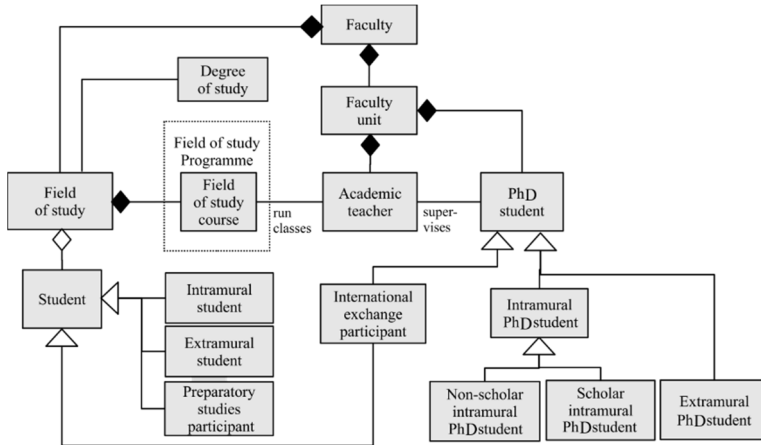 Faculty
Degree
of study
Faculty
unit
Field of study
Programme
Field
of study
Field
of study
course
run
classes
Academic
teacher
super-
vises
PhD
student
Student
Intramural
student
Extramural
student
Preparatory
studies
participant
International
exchange
participant
Intramural
PhDstudent
Non-scholar
intramural
PhDstudent
Scholar
intramural
PhDstudent
Extramural
PhDstudent